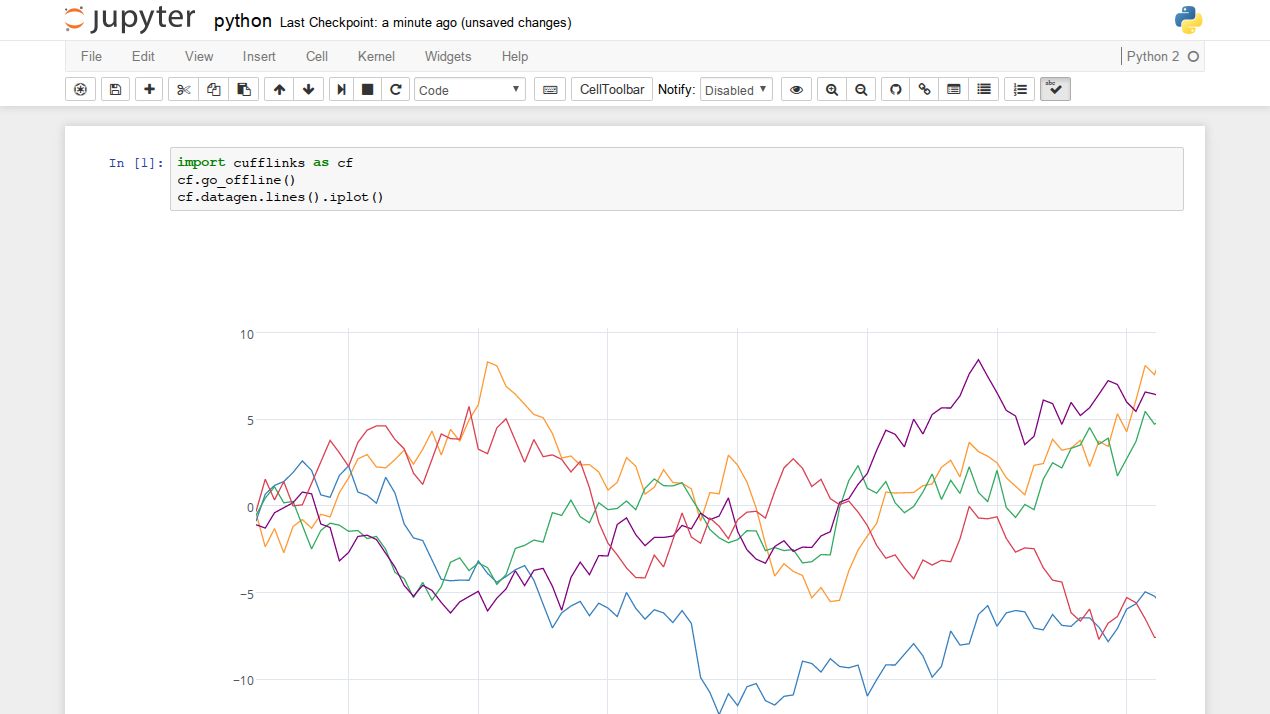 jupyter python Last Checkpoint: a minute ago (unsaved changes)
File Edit View Insert Cell Kernel Widgets Help Python 2
Code CellToolbar Notify: Disabled abc
In [1]: import cufflinks as cf
cf.go_offline()
cf.datagen.lines().iplot()
10
5
0
−5
−10